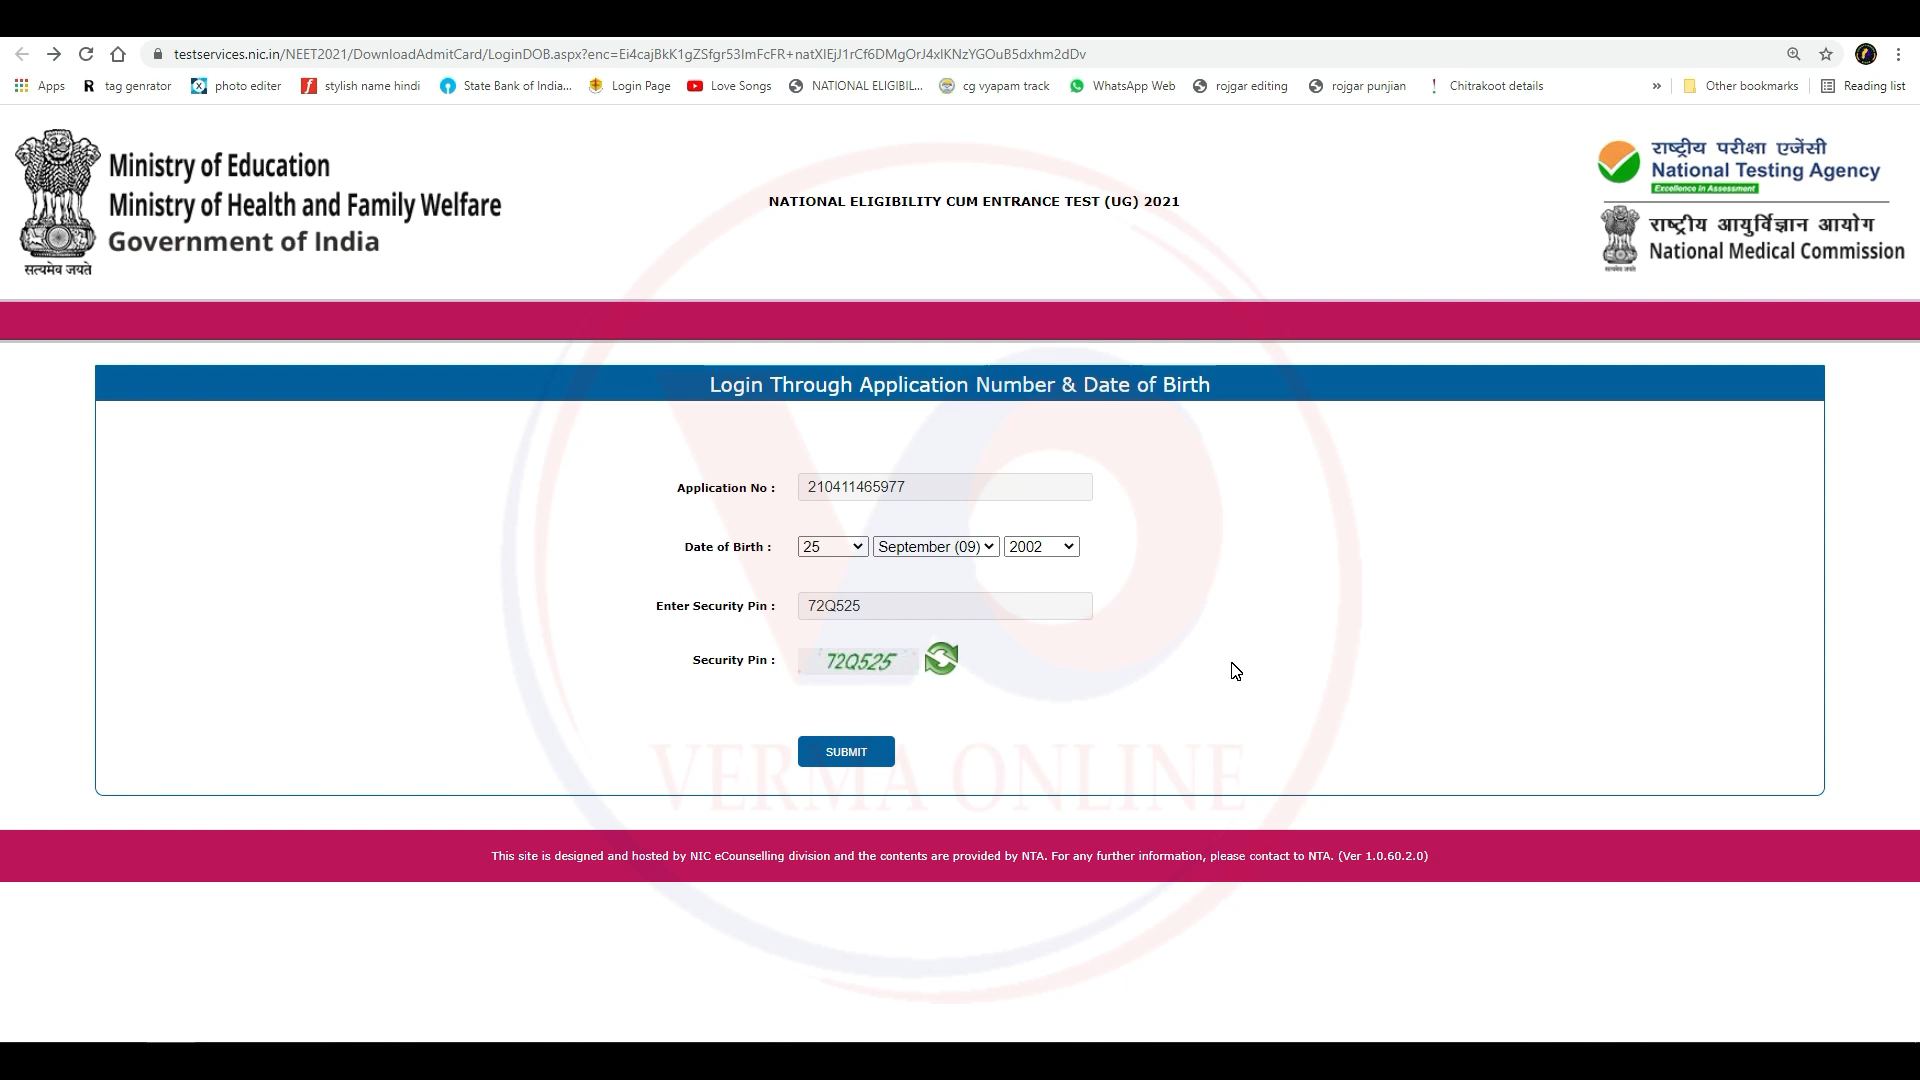 testservices.nic.in/NEET2021/DownloadAdmitCard/LoginDOB.aspx?enc=Ei4cajBkK1gZSfgr53ImFcFR+natXIEjJ1rCf6DMgOrJ4xIKNzYGOuB5dxhm2dDv
Apps tag genrator photo editer stylish name hindi State Bank of India... Login Page Love Songs NATIONAL ELIGIBIL... cg vyapam track WhatsApp Web rojgar editing rojgar punjian Chitrakoot details » Other bookmarks Reading list
Ministry of Education
Ministry of Health and Family Welfare
Government of India
सत्यमेव जयते
NATIONAL ELIGIBILITY CUM ENTRANCE TEST (UG) 2021
राष्ट्रीय परीक्षा एजेंसी
National Testing Agency
Excellence in Assessment
राष्ट्रीय आयुर्विज्ञान आयोग
National Medical Commission
Login Through Application Number & Date of Birth
Application No : 210411465977
Date of Birth : 25 September (09) 2002
Enter Security Pin : 72Q525
Security Pin : 72Q525
SUBMIT
VERMA ONLINE
This site is designed and hosted by NIC eCounselling division and the contents are provided by NTA. For any further information, please contact to NTA. (Ver 1.0.60.2.0)